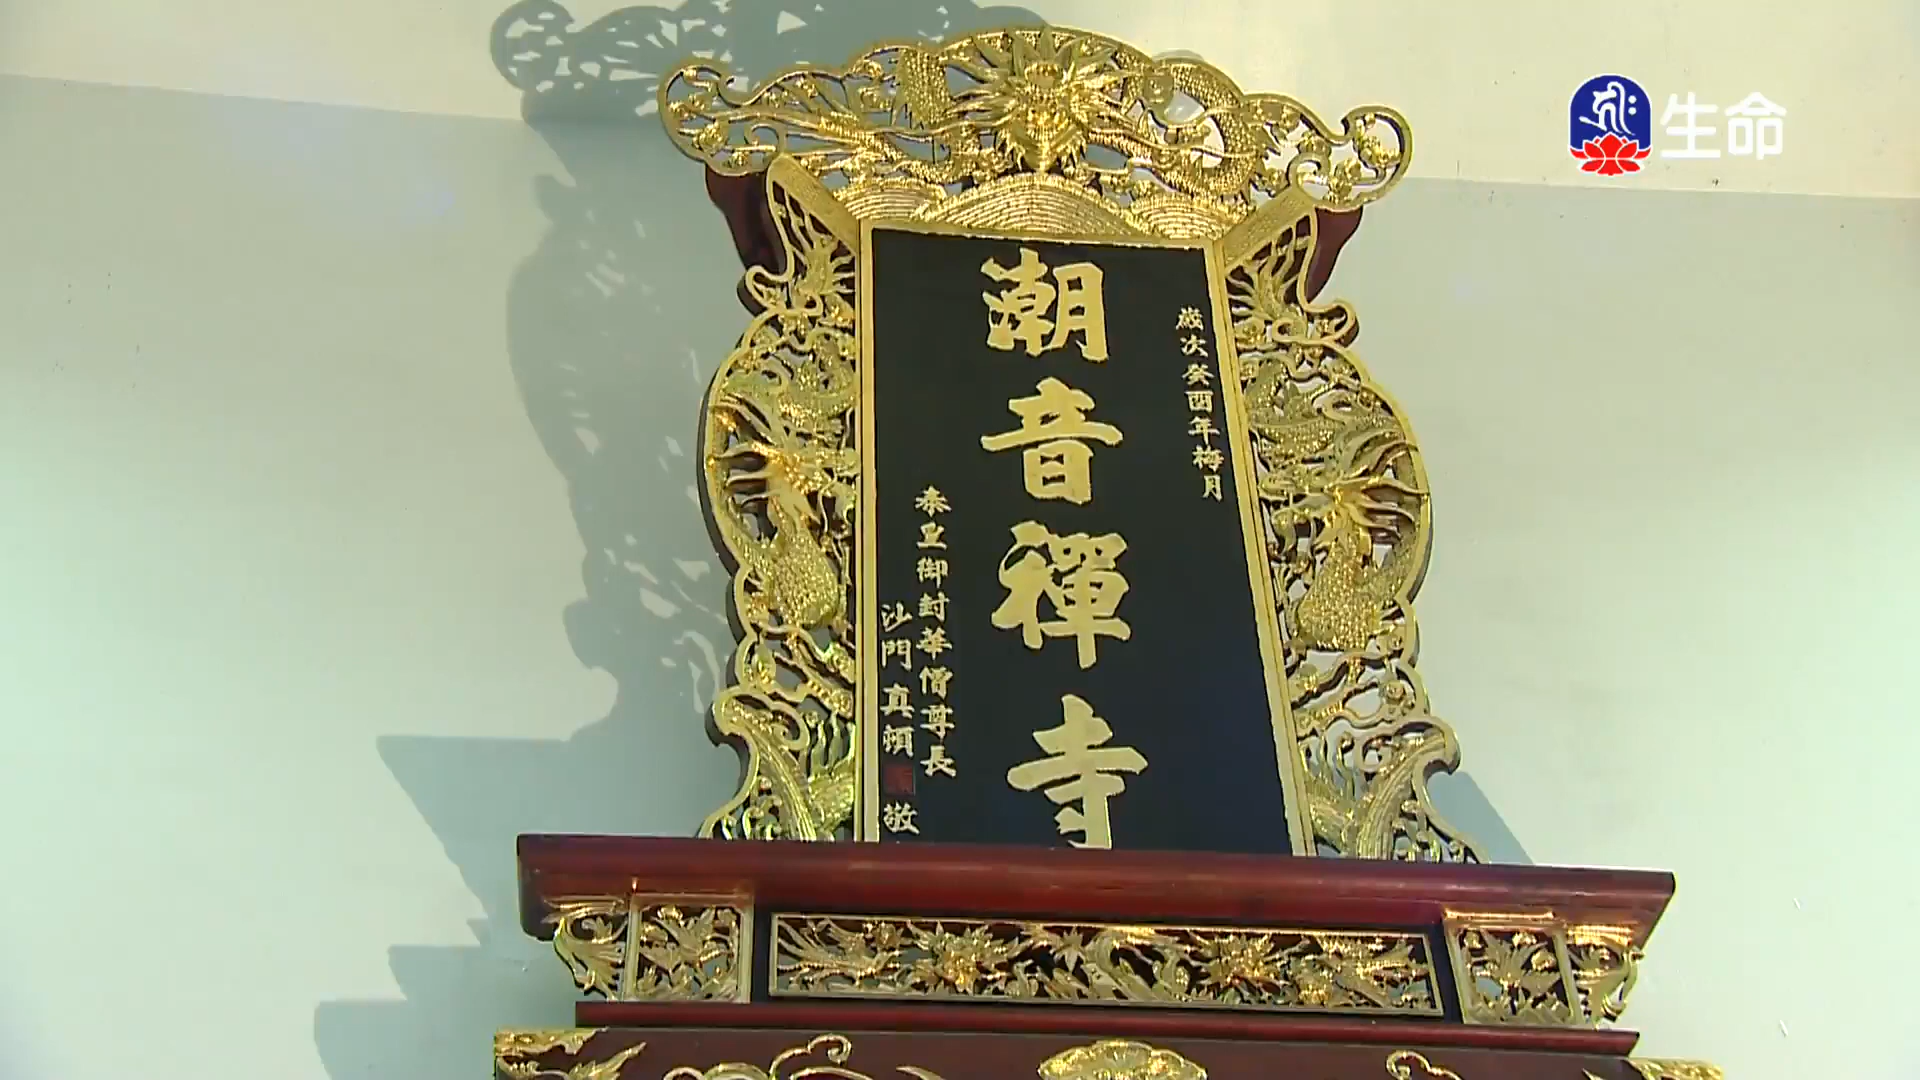 歲次癸酉年梅月
潮音禪寺
泰皇御封華僧尊長
沙門真頓
敬
生命